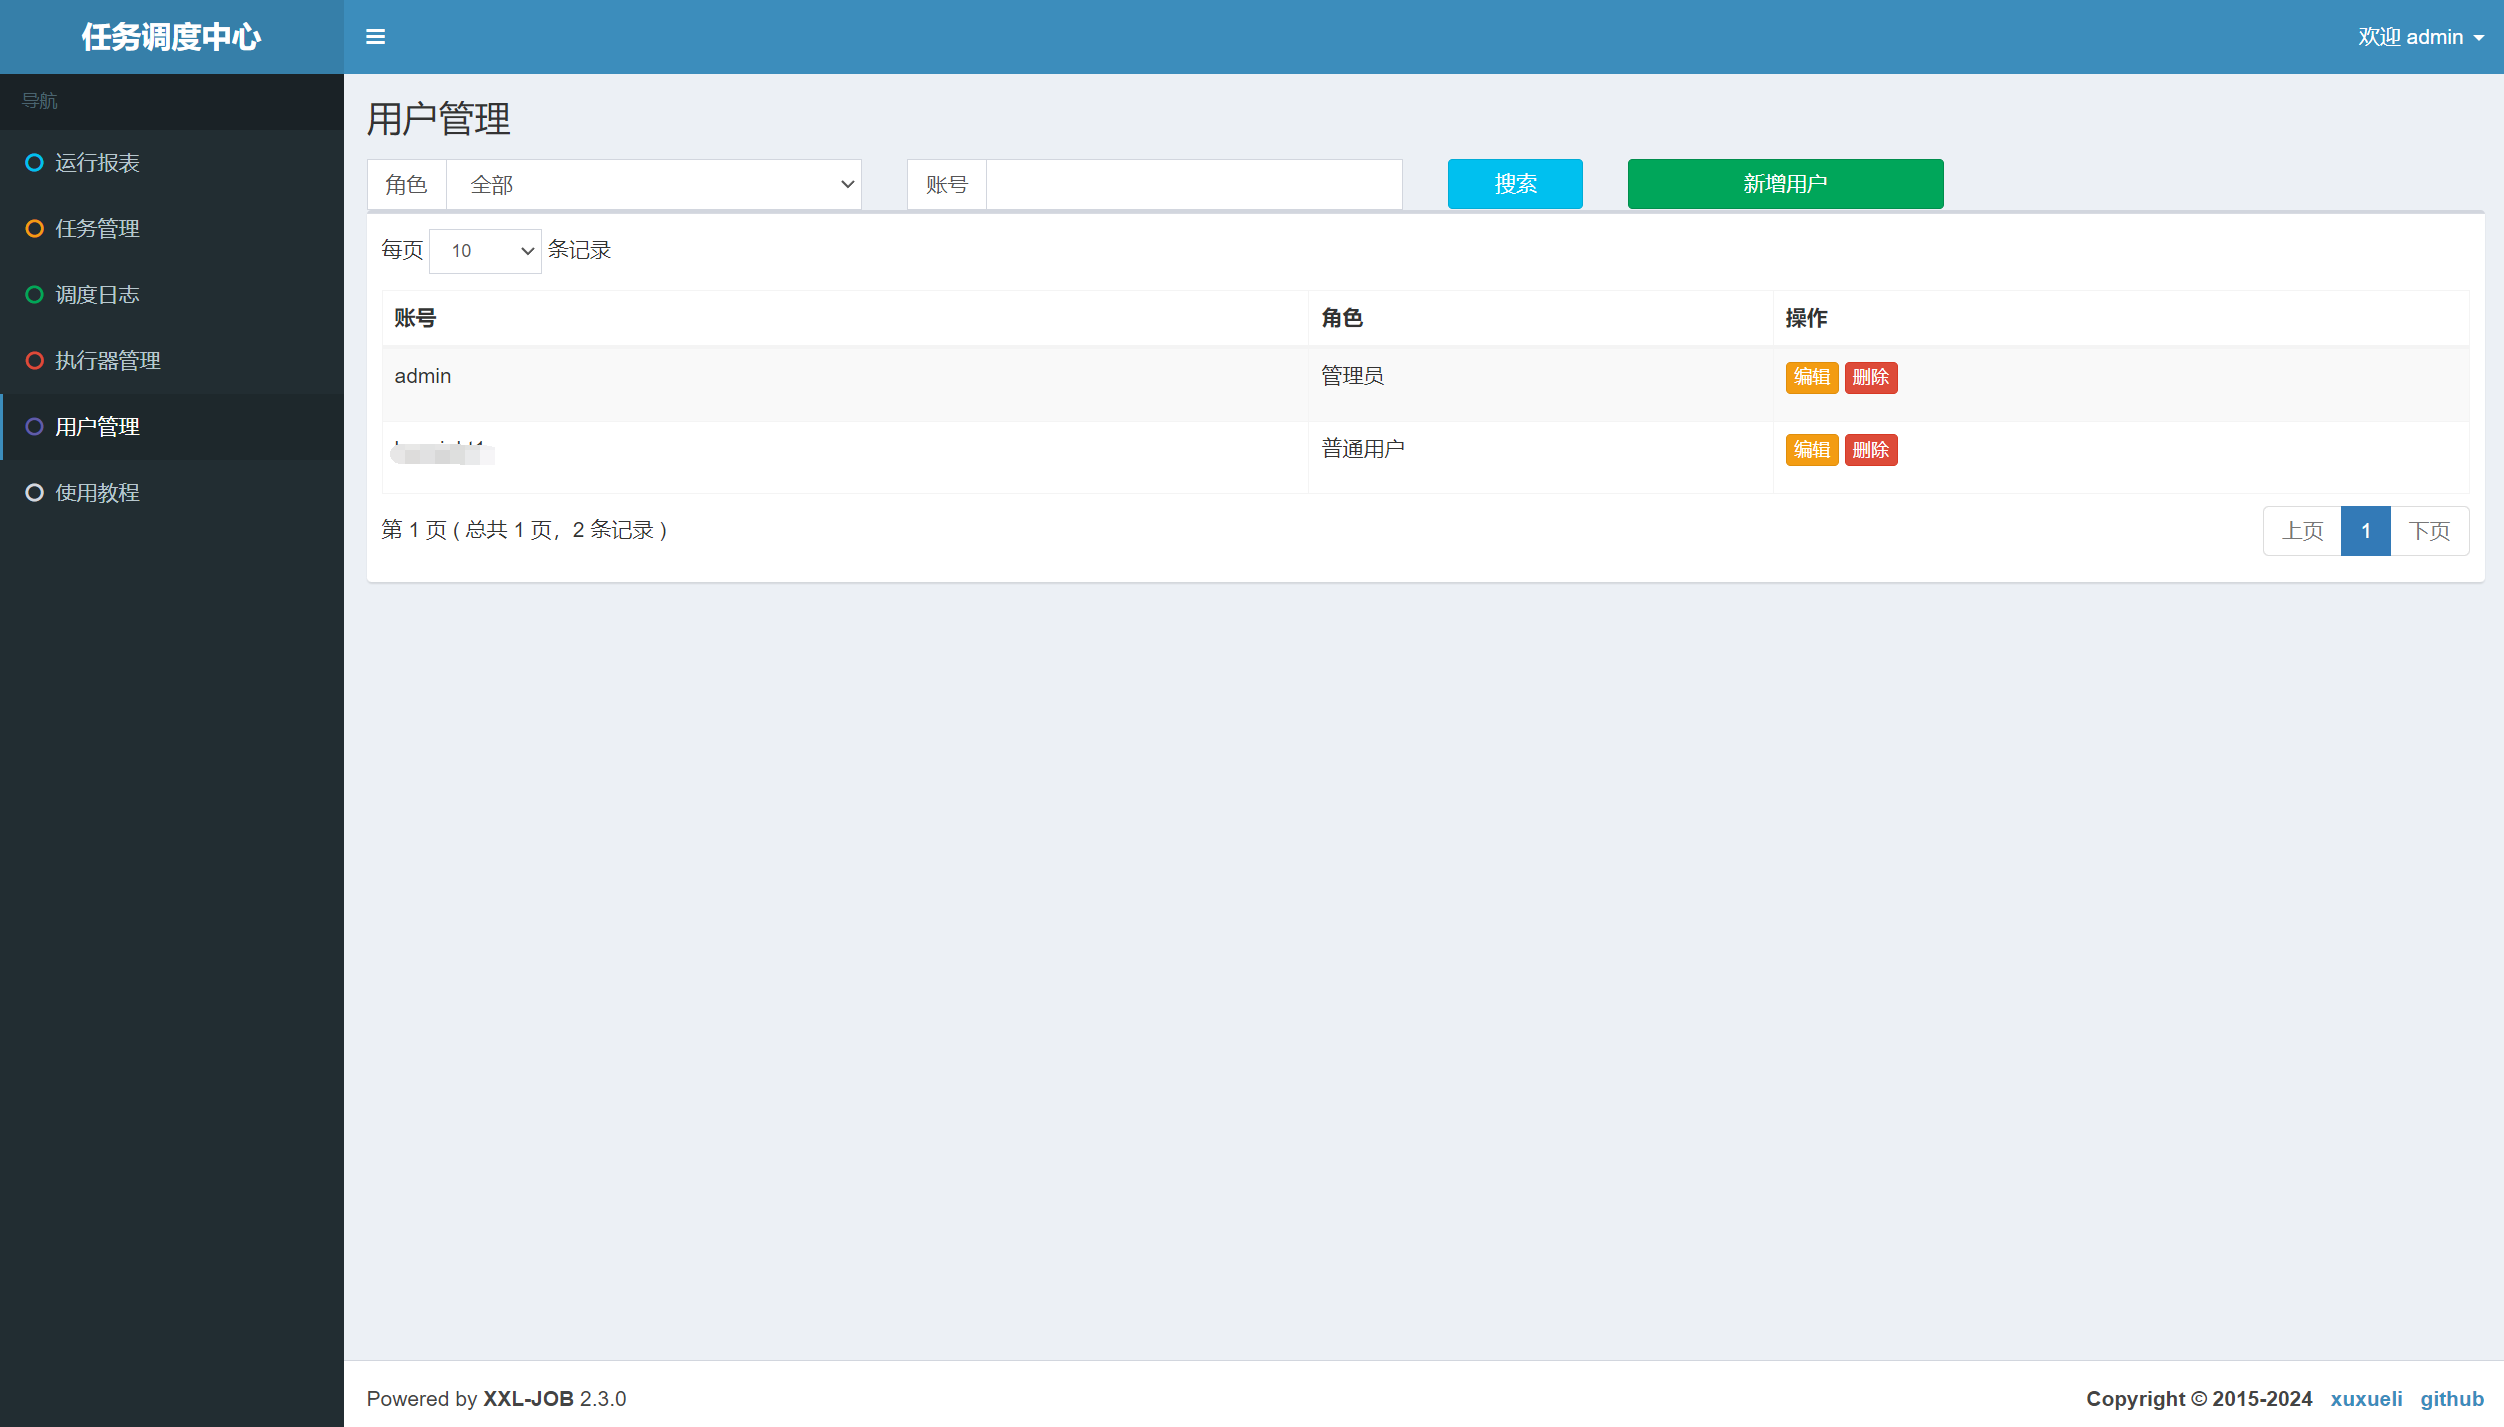 任务调度中心
欢迎 admin
导航
运行报表
任务管理
调度日志
执行器管理
用户管理
使用教程
用户管理
角色 全部 账号 搜索 新增用户
每页 10 条记录
账号 角色 操作
admin 管理员 编辑 删除
普通用户 编辑 删除
第 1 页 ( 总共 1 页，2 条记录 )
上页 1 下页
Powered by XXL-JOB 2.3.0
Copyright © 2015-2024 xuxueli github